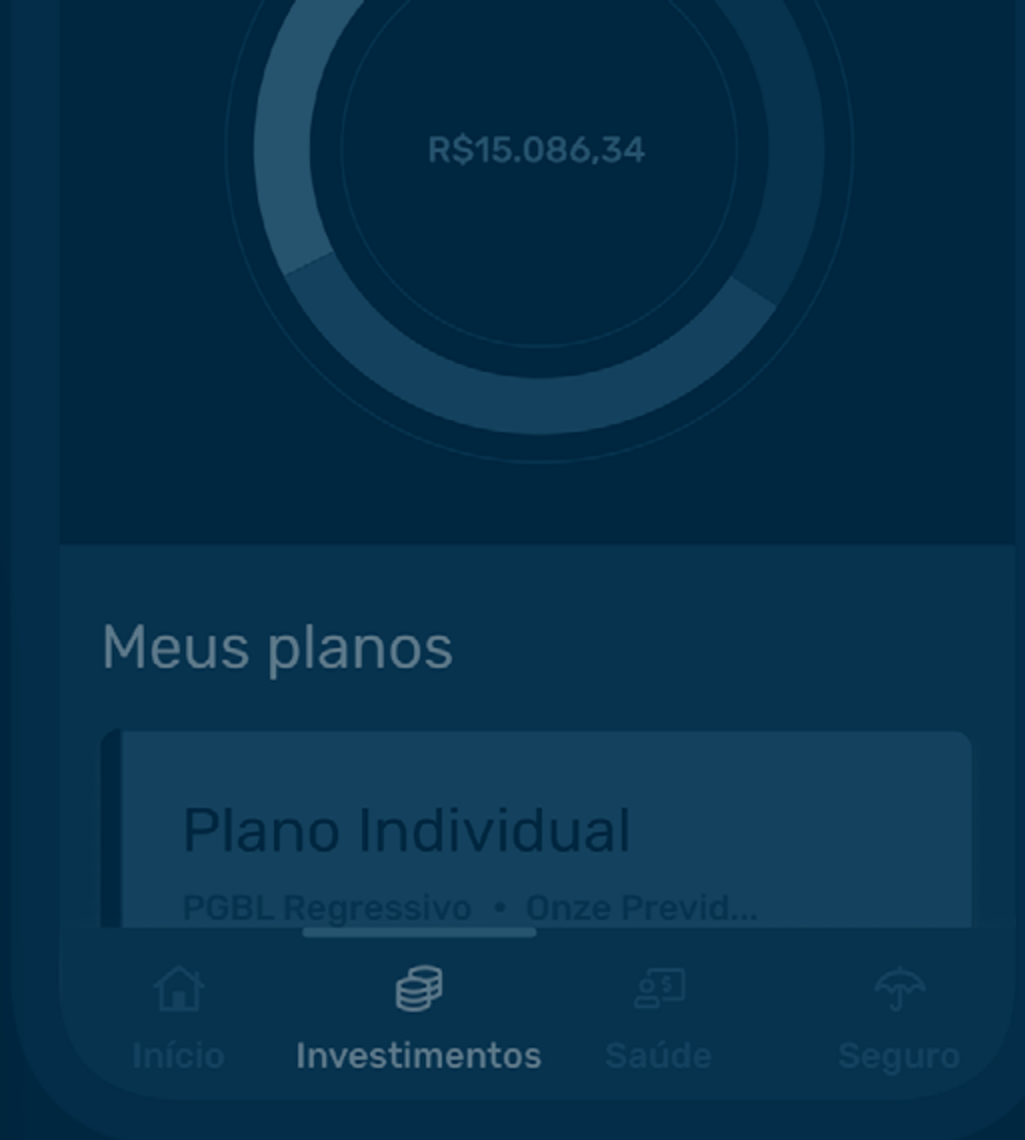 R$15.086,34
Meus planos
Plano Individual
PGBL Regressivo • Onze Previd...
Início Investimentos Saúde Seguro